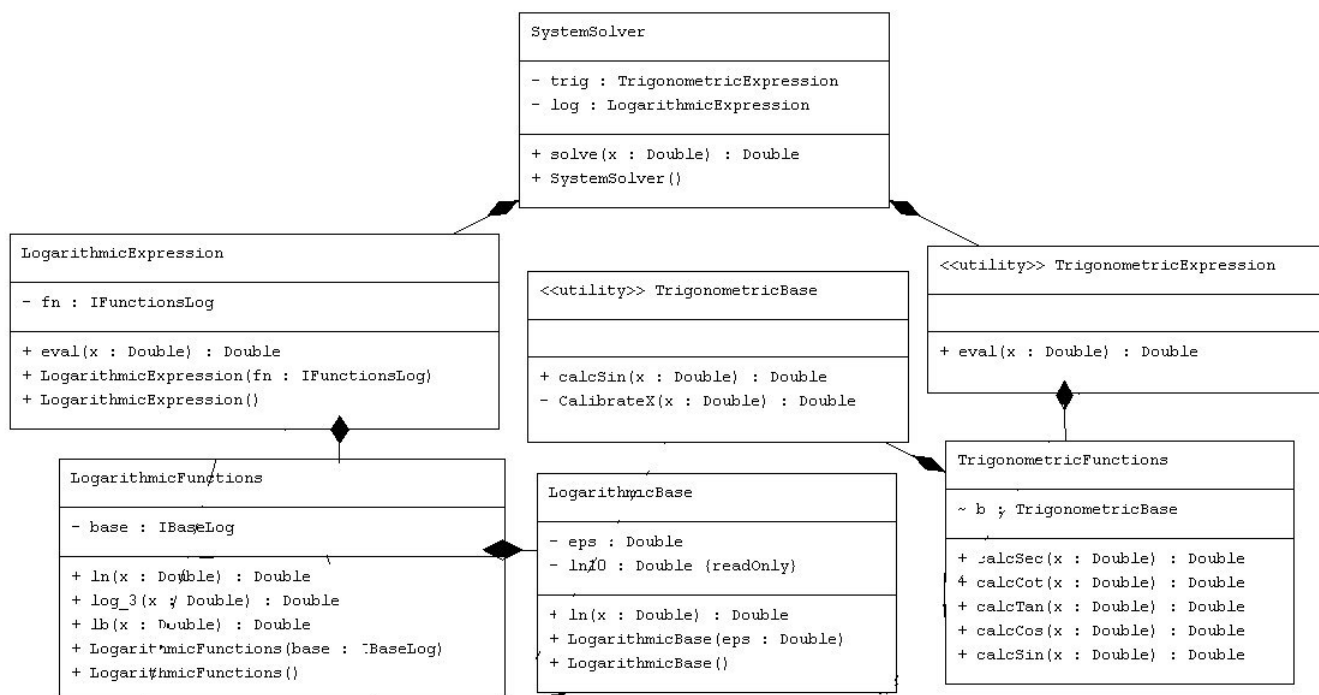 SystemSolver
- trig : TrigonometricExpression
- log : LogarithmicExpression
+ solve(x : Double) : Double
+ SystemSolver()
LogarithmicExpression
- fn : IFunctionsLog
+ eval(x : Double) : Double
+ LogarithmicExpression(fn : IFunctionsLog)
+ LogarithmicExpression()
<<utility>> TrigonometricBase
+ calcSin(x : Double) : Double
- CalibrateX(x : Double) : Double
<<utility>> TrigonometricExpression
+ eval(x : Double) : Double
LogarithmicFunctions
- base : IBaseLog
+ ln(x : Double) : Double
+ log_3(x : Double) : Double
+ lb(x : Double) : Double
+ LogarithmicFunctions(base : IBaseLog)
+ LogarithmicFunctions()
LogarithmicBase
- eps : Double
- ln10 : Double {readOnly}
+ ln(x : Double) : Double
+ LogarithmicBase(eps : Double)
+ LogarithmicBase()
TrigonometricFunctions
~ b : TrigonometricBase
+ calcSec(x : Double) : Double
+ calcCot(x : Double) : Double
+ calcTan(x : Double) : Double
+ calcCos(x : Double) : Double
+ calcSin(x : Double) : Double